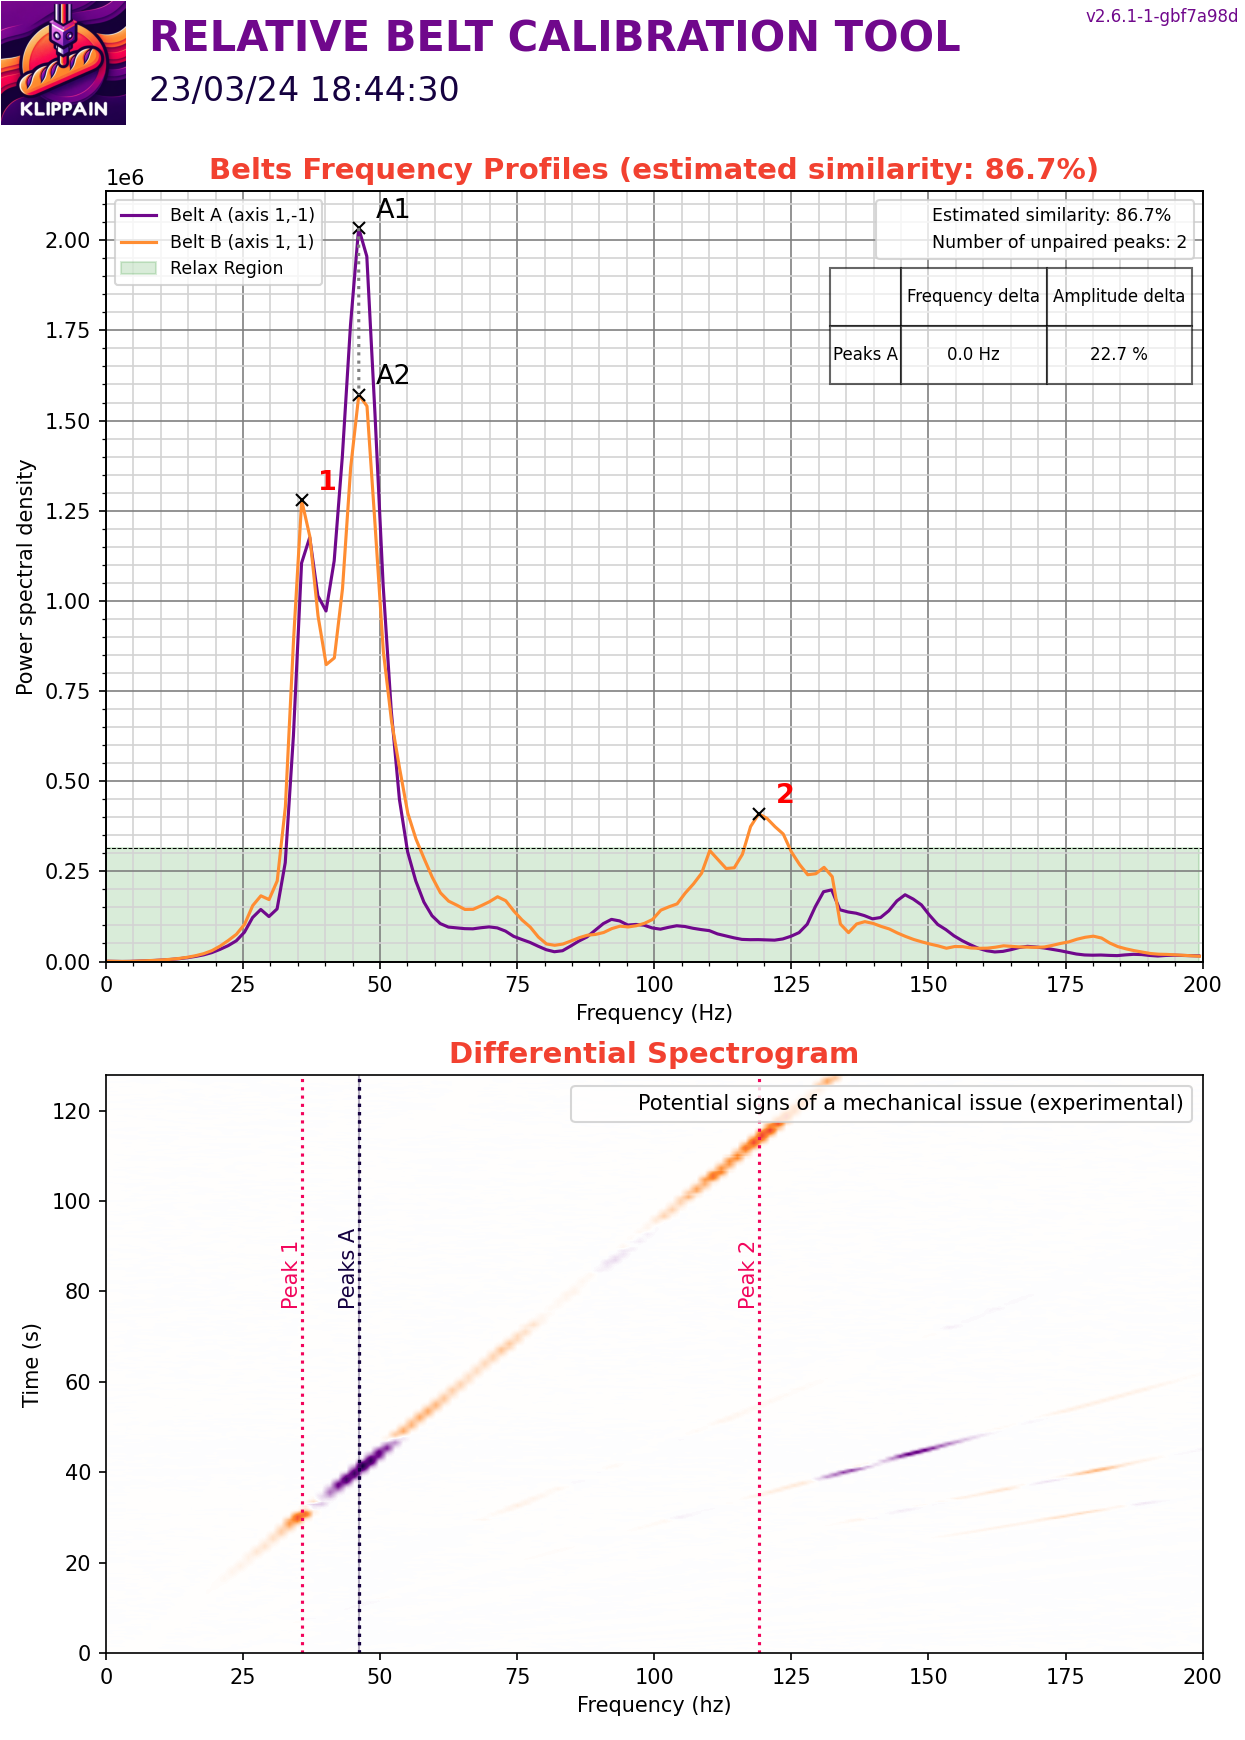 KLIPPAIN
RELATIVE BELT CALIBRATION TOOL
v2.6.1-1-gbf7a98d
23/03/24 18:44:30
Belts Frequency Profiles (estimated similarity: 86.7%)
1e6
Belt A (axis 1,-1)
Belt B (axis 1, 1)
Relax Region
A1
A2
1
2
Estimated similarity: 86.7%
Number of unpaired peaks: 2
Frequency delta Amplitude delta
Peaks A 0.0 Hz 22.7 %
Power spectral density
2.00
1.75
1.50
1.25
1.00
0.75
0.50
0.25
0.00
0 25 50 75 100 125 150 175 200
Frequency (Hz)
Differential Spectrogram
Potential signs of a mechanical issue (experimental)
Peak 1
Peaks A
Peak 2
Time (s)
120
100
80
60
40
20
0
0 25 50 75 100 125 150 175 200
Frequency (hz)